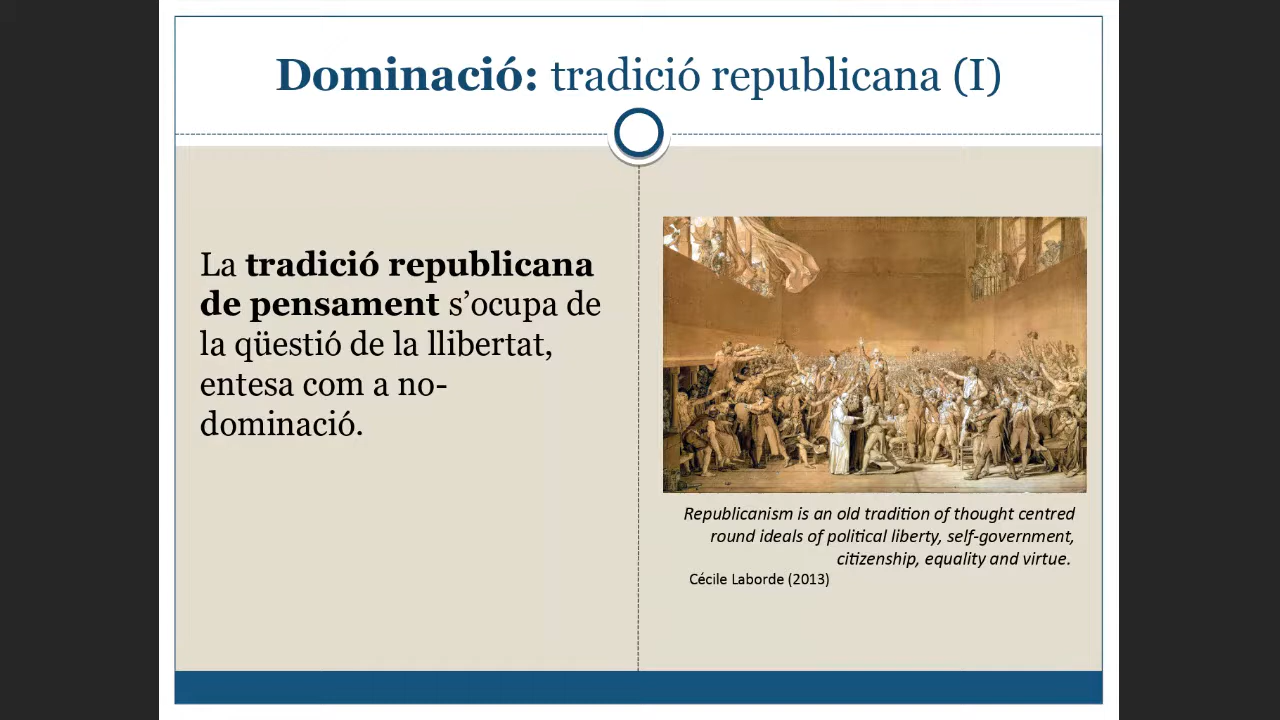 Dominació: tradició republicana (I)
La tradició republicana
de pensament s’ocupa de
la qüestió de la llibertat,
entesa com a no-
dominació.
Republicanism is an old tradition of thought centred
round ideals of political liberty, self-government,
citizenship, equality and virtue.
Cécile Laborde (2013)